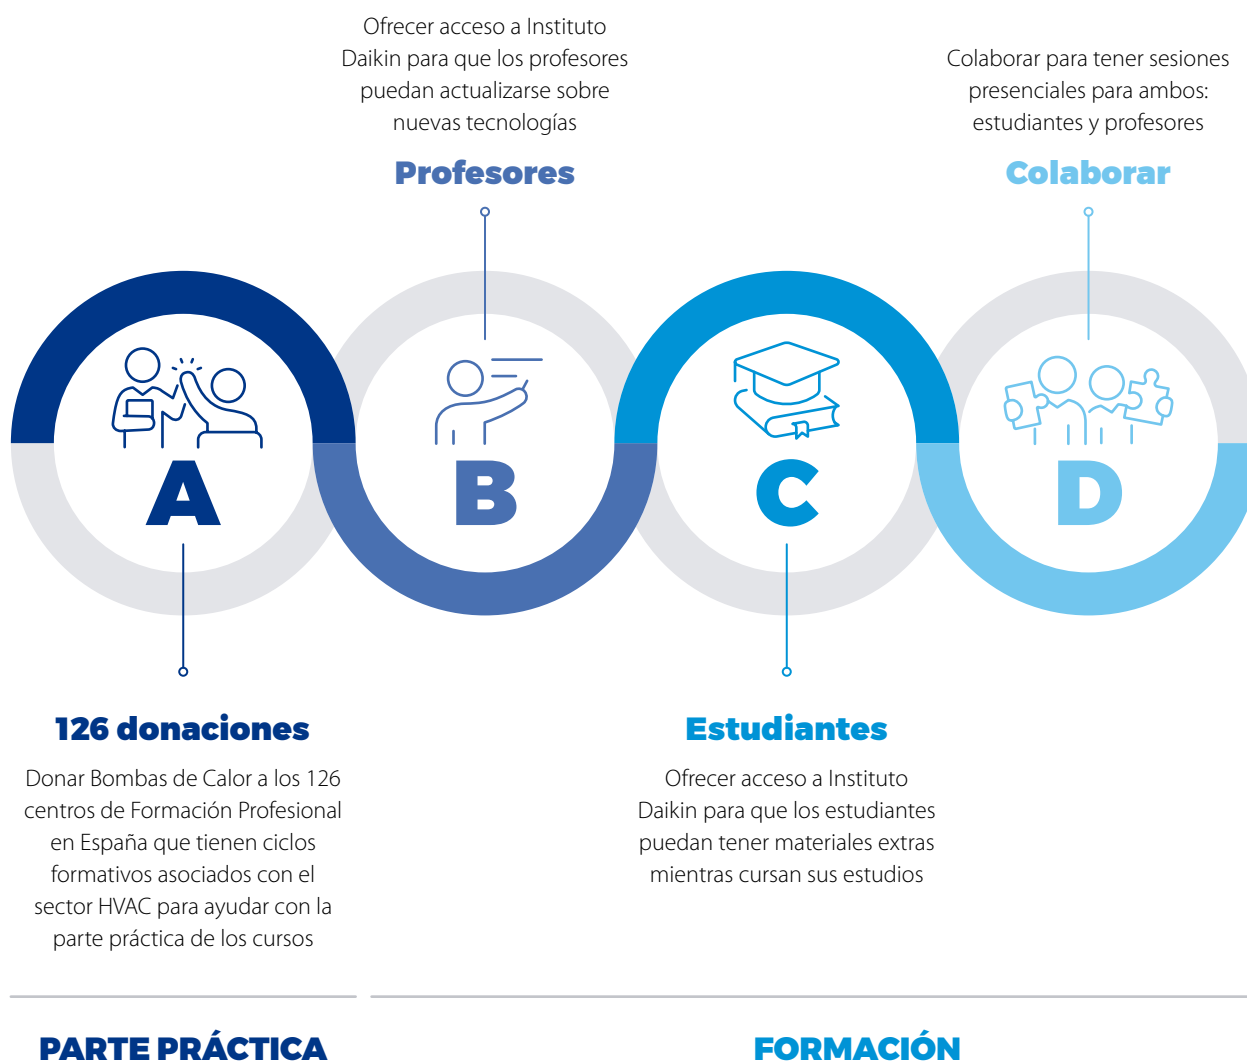 Ofrecer acceso a Instituto
Daikin para que los profesores
puedan actualizarse sobre
nuevas tecnologías
Profesores
Colaborar para tener sesiones
presenciales para ambos:
estudiantes y profesores
Colaborar
A
B
C
D
126 donaciones
Donar Bombas de Calor a los 126
centros de Formación Profesional
en España que tienen ciclos
formativos asociados con el
sector HVAC para ayudar con la
parte práctica de los cursos
Estudiantes
Ofrecer acceso a Instituto
Daikin para que los estudiantes
puedan tener materiales extras
mientras cursan sus estudios
PARTE PRÁCTICA
FORMACIÓN